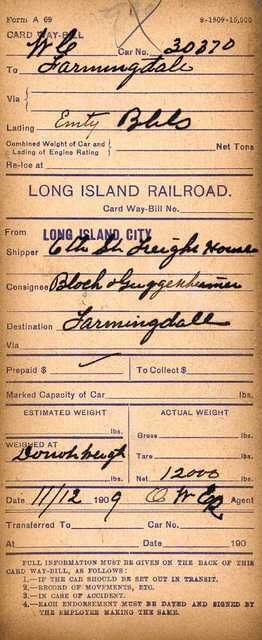 Form A 69 8-1909-10,000
CARD WAY-BILL
W C Car No. 30370
To Farmingdale
Via
Lading Emty Bbls
Combined Weight of Car and Lading of Engine Rating Net Tons
Re-Ice at
LONG ISLAND RAILROAD.
Card Way-Bill No.
From LONG ISLAND CITY
Shipper 6th St Freight House
Consignee Bloch & Guggenheimer
Destination Farmingdall
Via
Prepaid $ To Collect $
Marked Capacity of Car lbs.
ESTIMATED WEIGHT ACTUAL WEIGHT
lbs. Gross lbs.
WEIGHED AT
Tare lbs.
lbs. Net 12000 lbs.
Date 11/12 1909 Agent
Transferred To Car No.
At Date 190
FULL INFORMATION MUST BE GIVEN ON THE BACK OF THIS
CARD WAY-BILL, AS FOLLOWS:
1.—IF THE CAR SHOULD BE SET OUT IN TRANSIT.
2.—RECORD OF MOVEMENTS, ETC.
3.—IN CASE OF ACCIDENT.
4.—EACH ENDORSEMENT MUST BE DATED AND SIGNED BY
THE EMPLOYEE MAKING THE SAME.